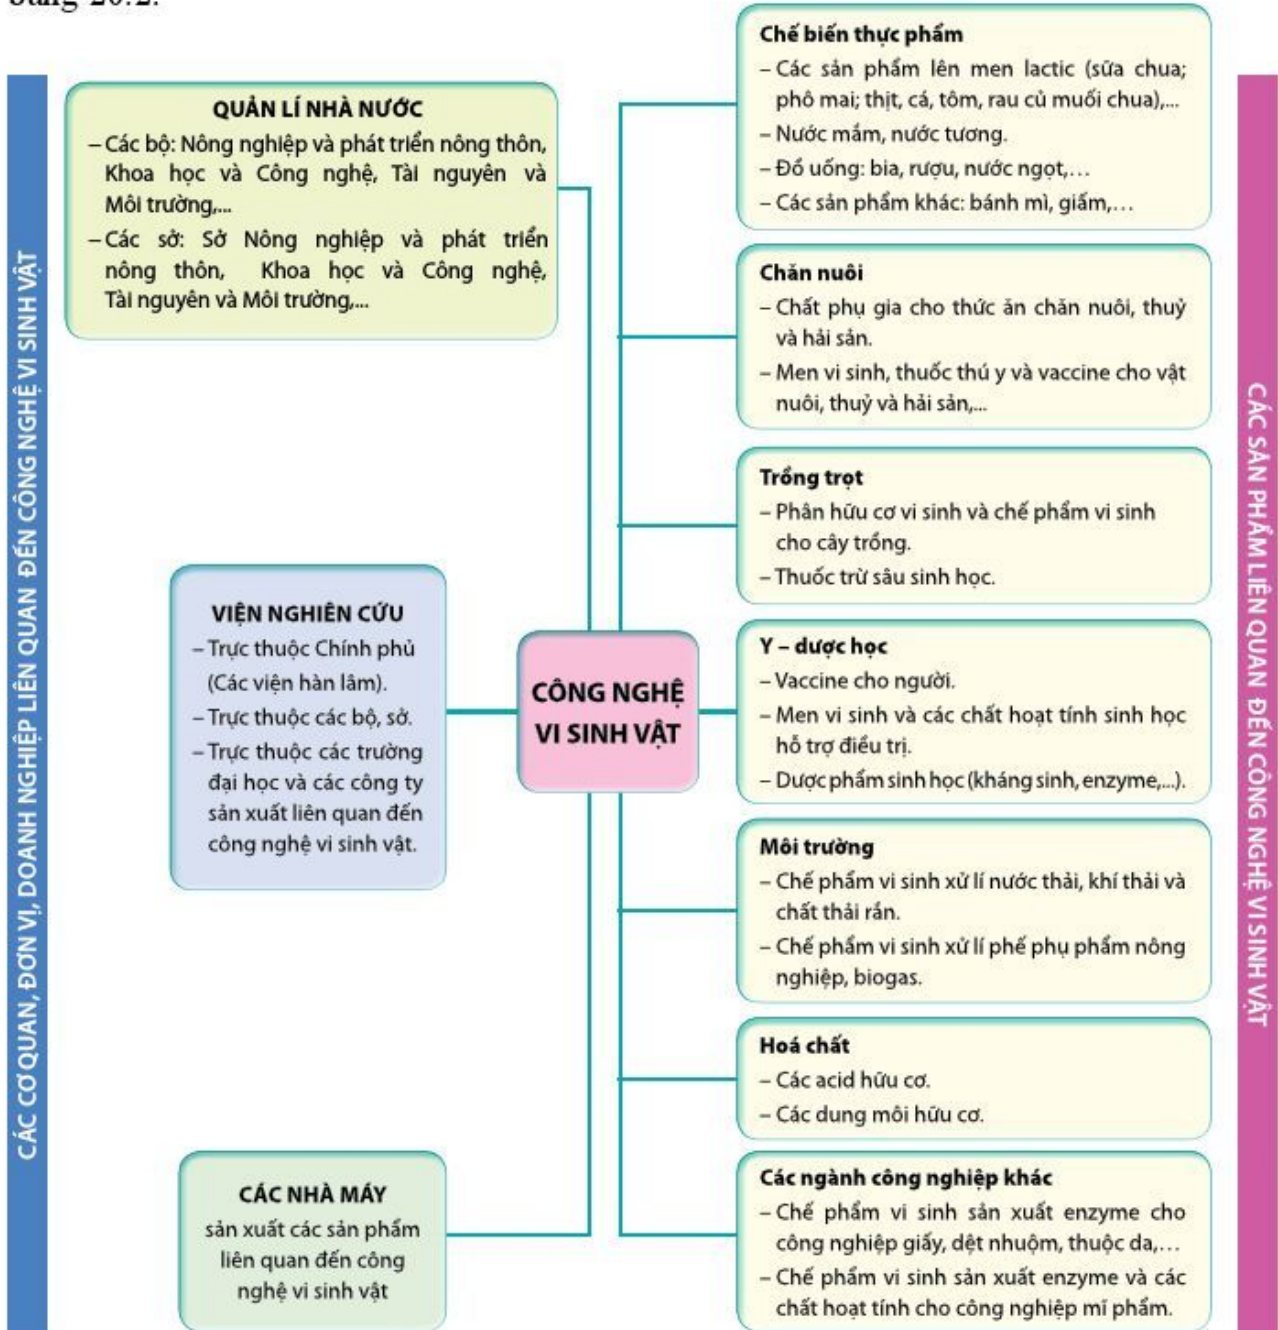 bảng 20.2.
CÁC CƠ QUAN, ĐƠN VỊ, DOANH NGHIỆP LIÊN QUAN ĐẾN CÔNG NGHỆ VI SINH VẬT
QUẢN LÍ NHÀ NƯỚC
– Các bộ: Nông nghiệp và phát triển nông thôn,
Khoa học và Công nghệ, Tài nguyên và
Môi trường,...
– Các sở: Sở Nông nghiệp và phát triển
nông thôn, Khoa học và Công nghệ,
Tài nguyên và Môi trường,...
VIỆN NGHIÊN CỨU
– Trực thuộc Chính phủ
(Các viện hàn lâm).
– Trực thuộc các bộ, sở.
– Trực thuộc các trường
đại học và các công ty
sản xuất liên quan đến
công nghệ vi sinh vật.
CÁC NHÀ MÁY
sản xuất các sản phẩm
liên quan đến công
nghệ vi sinh vật
CÔNG NGHỆ
VI SINH VẬT
Chế biến thực phẩm
– Các sản phẩm lên men lactic (sữa chua;
phô mai; thịt, cá, tôm, rau củ muối chua),...
– Nước mắm, nước tương.
– Đồ uống: bia, rượu, nước ngọt,...
– Các sản phẩm khác: bánh mì, giấm,...
Chăn nuôi
– Chất phụ gia cho thức ăn chăn nuôi, thuỷ
và hải sản.
– Men vi sinh, thuốc thú y và vaccine cho vật
nuôi, thuỷ và hải sản,...
Trồng trọt
– Phân hữu cơ vi sinh và chế phẩm vi sinh
cho cây trồng.
– Thuốc trừ sâu sinh học.
Y – dược học
– Vaccine cho người.
– Men vi sinh và các chất hoạt tính sinh học
hỗ trợ điều trị.
– Dược phẩm sinh học (kháng sinh, enzyme,...).
Môi trường
– Chế phẩm vi sinh xử lí nước thải, khí thải và
chất thải rắn.
– Chế phẩm vi sinh xử lí phế phụ phẩm nông
nghiệp, biogas.
Hoá chất
– Các acid hữu cơ.
– Các dung môi hữu cơ.
Các ngành công nghiệp khác
– Chế phẩm vi sinh sản xuất enzyme cho
công nghiệp giấy, dệt nhuộm, thuộc da,...
– Chế phẩm vi sinh sản xuất enzyme và các
chất hoạt tính cho công nghiệp mĩ phẩm.
CÁC SẢN PHẨM LIÊN QUAN ĐẾN CÔNG NGHỆ VI SINH VẬT